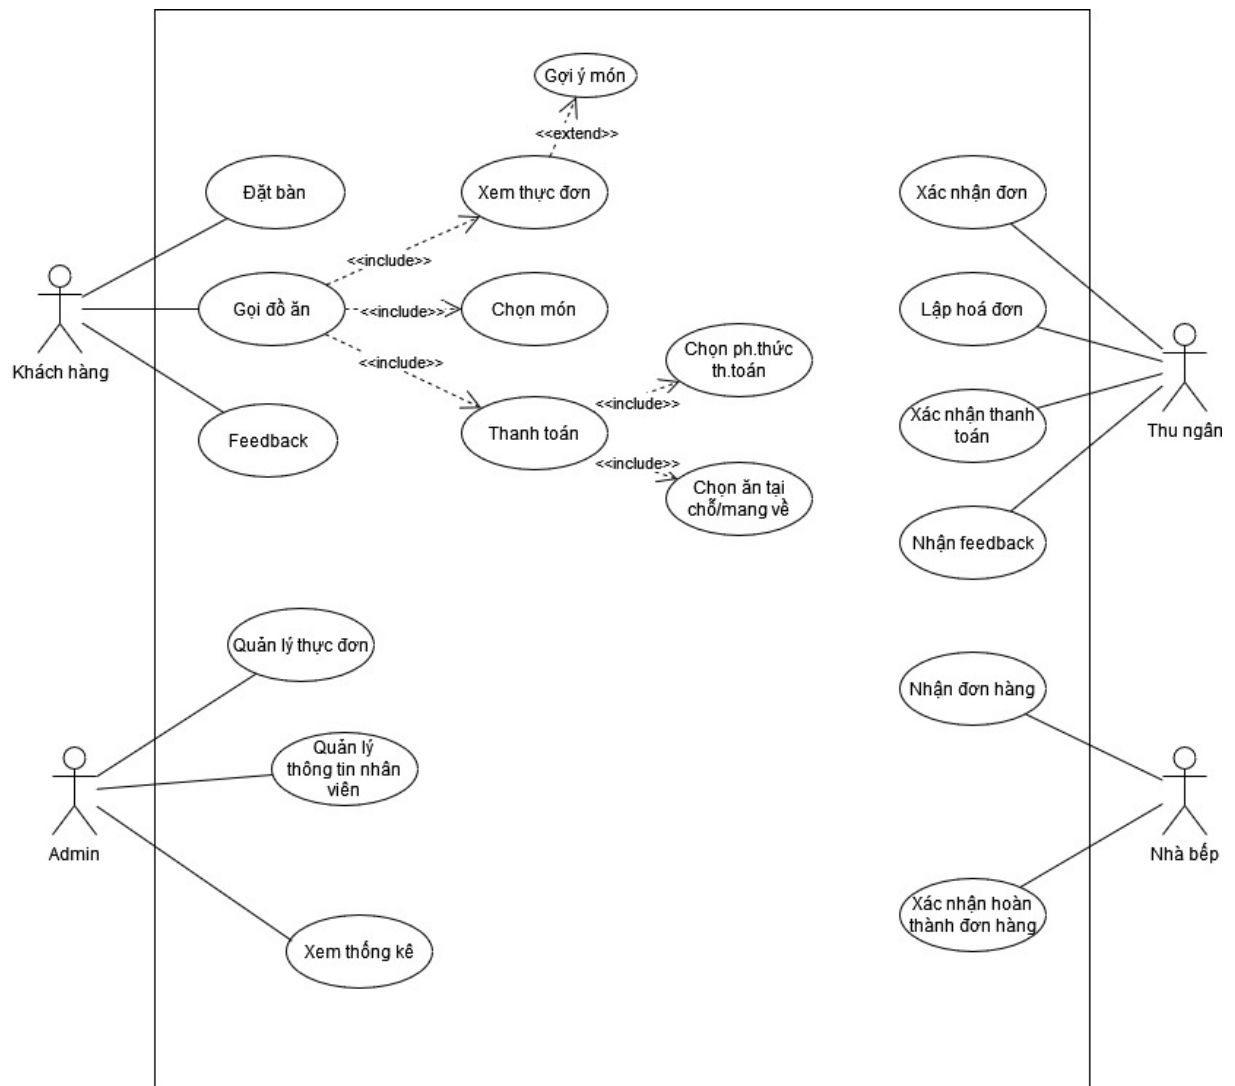 Gợi ý món
<<extend>>
Đặt bàn
Xem thực đơn
Xác nhận đơn
<<include>>
Gọi đồ ăn
<<include>>
Chọn món
Lập hoá đơn
Khách hàng
<<include>>
Chọn ph.thức
th.toán
<<include>>
Feedback
Thanh toán
Xác nhận thanh
toán
Thu ngân
<<include>>
Chọn ăn tại
chỗ/mang về
Nhận feedback
Quản lý thực đơn
Nhận đơn hàng
Quản lý
thông tin nhân
viên
Admin
Nhà bếp
Xác nhận hoàn
thành đơn hàng
Xem thống kê